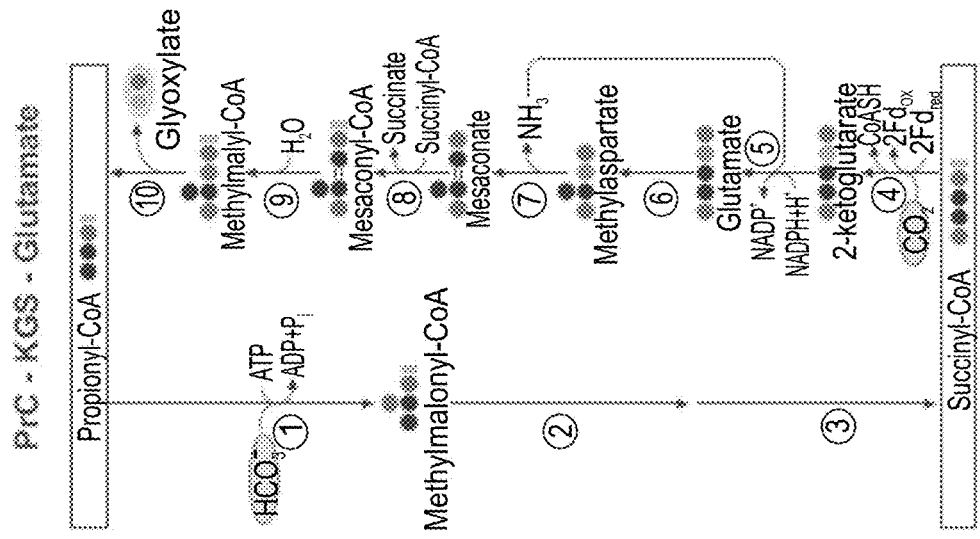 PrC - KGS - Glutamate
Propionyl-CoA
HCO₃⁻
ATP
ADP+Pᵢ
①
Methylmalonyl-CoA
②
③
Succinyl-CoA
Glyoxylate
⑩
Methylmalyl-CoA
⑨
H₂O
Mesaconyl-CoA
⑧
Succinate
Succinyl-CoA
Mesaconate
⑦
NH₃
Methylaspartate
⑥
Glutamate
⑤
NADP⁺
NADPH+H⁺
2-ketoglutarate
④
CoASH
2Fd_OX
2Fd_red
CO₂